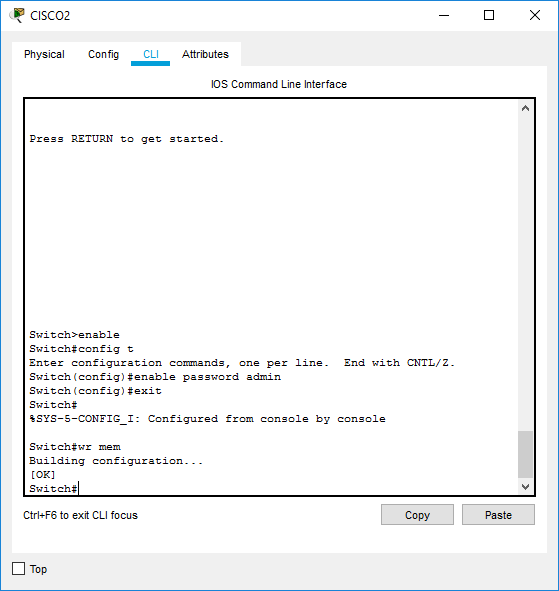 CISCO2
Physical Config CLI Attributes
IOS Command Line Interface
Press RETURN to get started.
Switch>enable
Switch#config t
Enter configuration commands, one per line.  End with CNTL/Z.
Switch(config)#enable password admin
Switch(config)#exit
Switch#
%SYS-5-CONFIG_I: Configured from console by console
Switch#wr mem
Building configuration...
[OK]
Switch#
Ctrl+F6 to exit CLI focus Copy Paste
Top